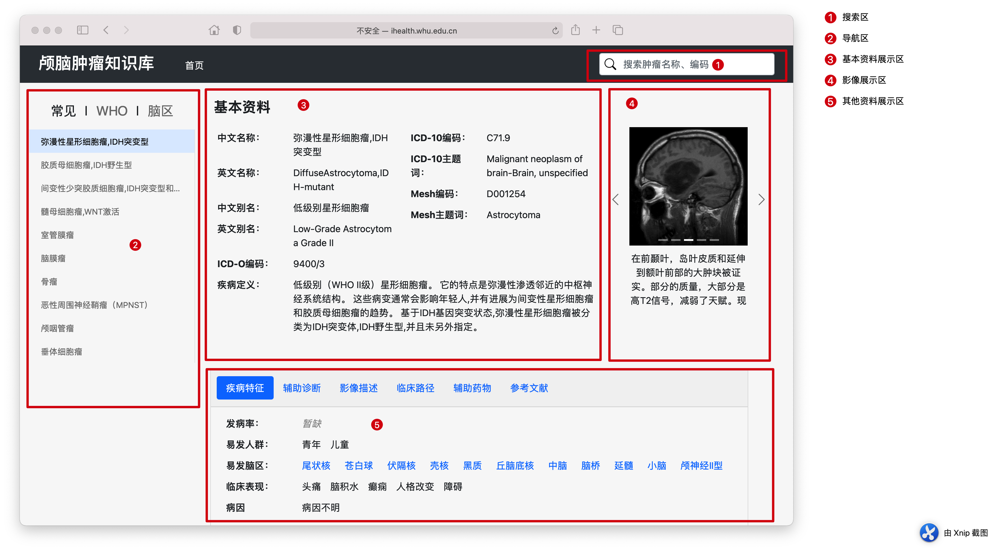 不安全 — ihealth.whu.edu.cn
颅脑肿瘤知识库
首页
搜索肿瘤名称、编码
1
常见 | WHO | 脑区
弥漫性星形细胞瘤,IDH突变型
胶质母细胞瘤,IDH野生型
间变性少突胶质细胞瘤,IDH突变型和...
髓母细胞瘤,WNT激活
室管膜瘤
2
脑膜瘤
骨瘤
恶性周围神经鞘瘤（MPNST）
颅咽管瘤
垂体细胞瘤
基本资料
3
中文名称：
弥漫性星形细胞瘤,IDH
突变型
英文名称：
DiffuseAstrocytoma,ID
H-mutant
中文别名：
低级别星形细胞瘤
英文别名：
Low-Grade Astrocytom
a Grade II
ICD-O编码：
9400/3
ICD-10编码：
C71.9
ICD-10主题
词：
Malignant neoplasm of
brain-Brain, unspecified
Mesh编码：
D001254
Mesh主题词：
Astrocytoma
疾病定义：
低级别（WHO II级）星形细胞瘤。 它的特点是弥漫性渗透邻近的中枢神
经系统结构。 这些病变通常会影响年轻人,并有进展为间变性星形细胞瘤
和胶质母细胞瘤的趋势。 基于IDH基因突变状态,弥漫性星形细胞瘤被分
类为IDH突变体,IDH野生型,并且未另外指定。
4
在前颞叶，岛叶皮质和延伸
到额叶前部的大肿块被证
实。部分的质量，大部分是
高T2信号，减弱了天赋。现
疾病特征 辅助诊断 影像描述 临床路径 辅助药物 参考文献
发病率：
暂缺
5
易发人群：
青年 儿童
易发脑区：
尾状核 苍白球 伏隔核 壳核 黑质 丘脑底核 中脑 脑桥 延髓 小脑 颅神经II型
临床表现：
头痛 脑积水 癫痫 人格改变 障碍
病因
病因不明
1 搜索区
2 导航区
3 基本资料展示区
4 影像展示区
5 其他资料展示区
由 Xnip 截图